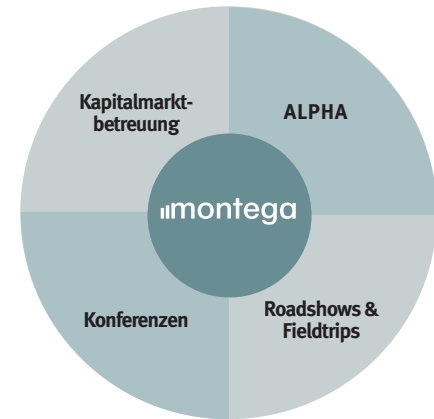 Kapitalmarkt-
betreuung
ALPHA
montega
Konferenzen
Roadshows &
Fieldtrips